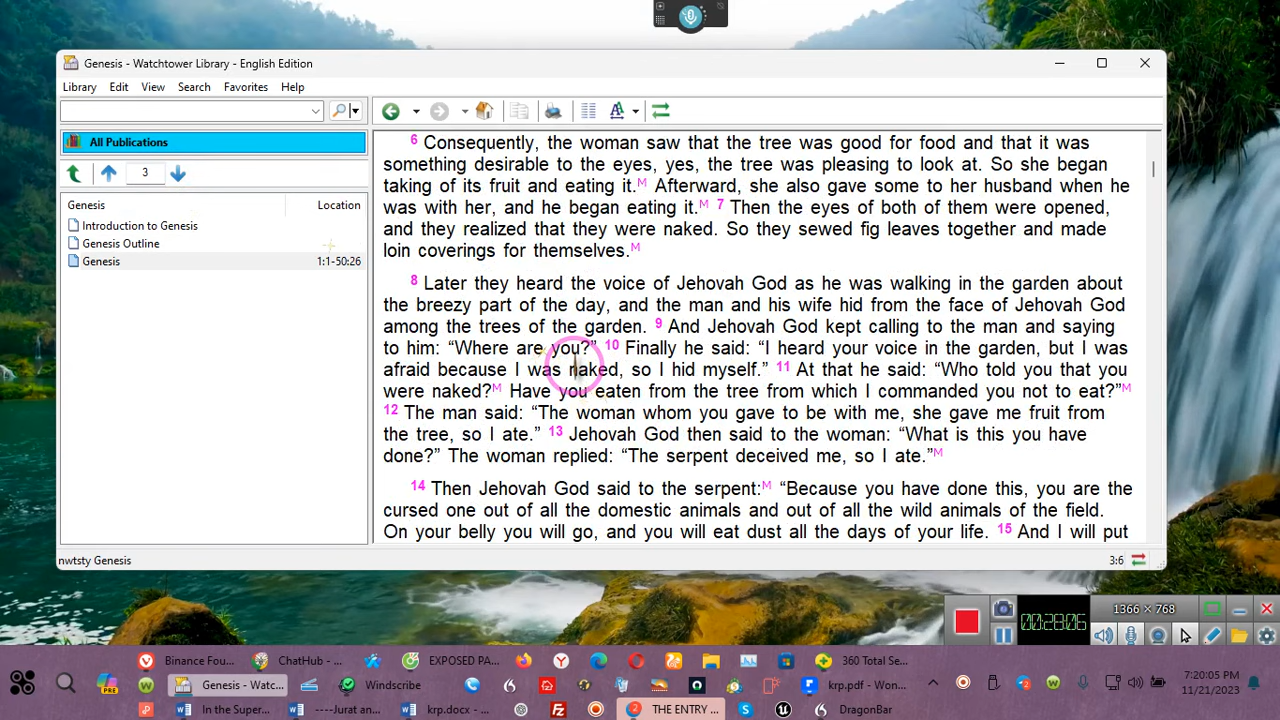 Genesis - Watchtower Library - English Edition
Library Edit View Search Favorites Help
All Publications
3
Genesis Location
Introduction to Genesis
Genesis Outline
Genesis 1:1-50:26
6 Consequently, the woman saw that the tree was good for food and that it was
something desirable to the eyes, yes, the tree was pleasing to look at. So she began
taking of its fruit and eating it.M Afterward, she also gave some to her husband when he
was with her, and he began eating it.M 7 Then the eyes of both of them were opened,
and they realized that they were naked. So they sewed fig leaves together and made
loin coverings for themselves.M
8 Later they heard the voice of Jehovah God as he was walking in the garden about
the breezy part of the day, and the man and his wife hid from the face of Jehovah God
among the trees of the garden. 9 And Jehovah God kept calling to the man and saying
to him: “Where are you?” 10 Finally he said: “I heard your voice in the garden, but I was
afraid because I was naked, so I hid myself.” 11 At that he said: “Who told you that you
were naked?M Have you eaten from the tree from which I commanded you not to eat?”M
12 The man said: “The woman whom you gave to be with me, she gave me fruit from
the tree, so I ate.” 13 Jehovah God then said to the woman: “What is this you have
done?” The woman replied: “The serpent deceived me, so I ate.”M
14 Then Jehovah God said to the serpent:M “Because you have done this, you are the
cursed one out of all the domestic animals and out of all the wild animals of the field.
On your belly you will go, and you will eat dust all the days of your life. 15 And I will put
nwtsty Genesis 3:6
00:28:06 1366 × 768
Binance Fou... ChatHub - ... EXPOSED PA... 360 Total Se...
PRE Genesis - Watc... Windscribe krp.pdf - Won... 7:20:05 PM
11/21/2023
In the Super... ----Jurat an... krp.docx - ... THE ENTRY ... DragonBar